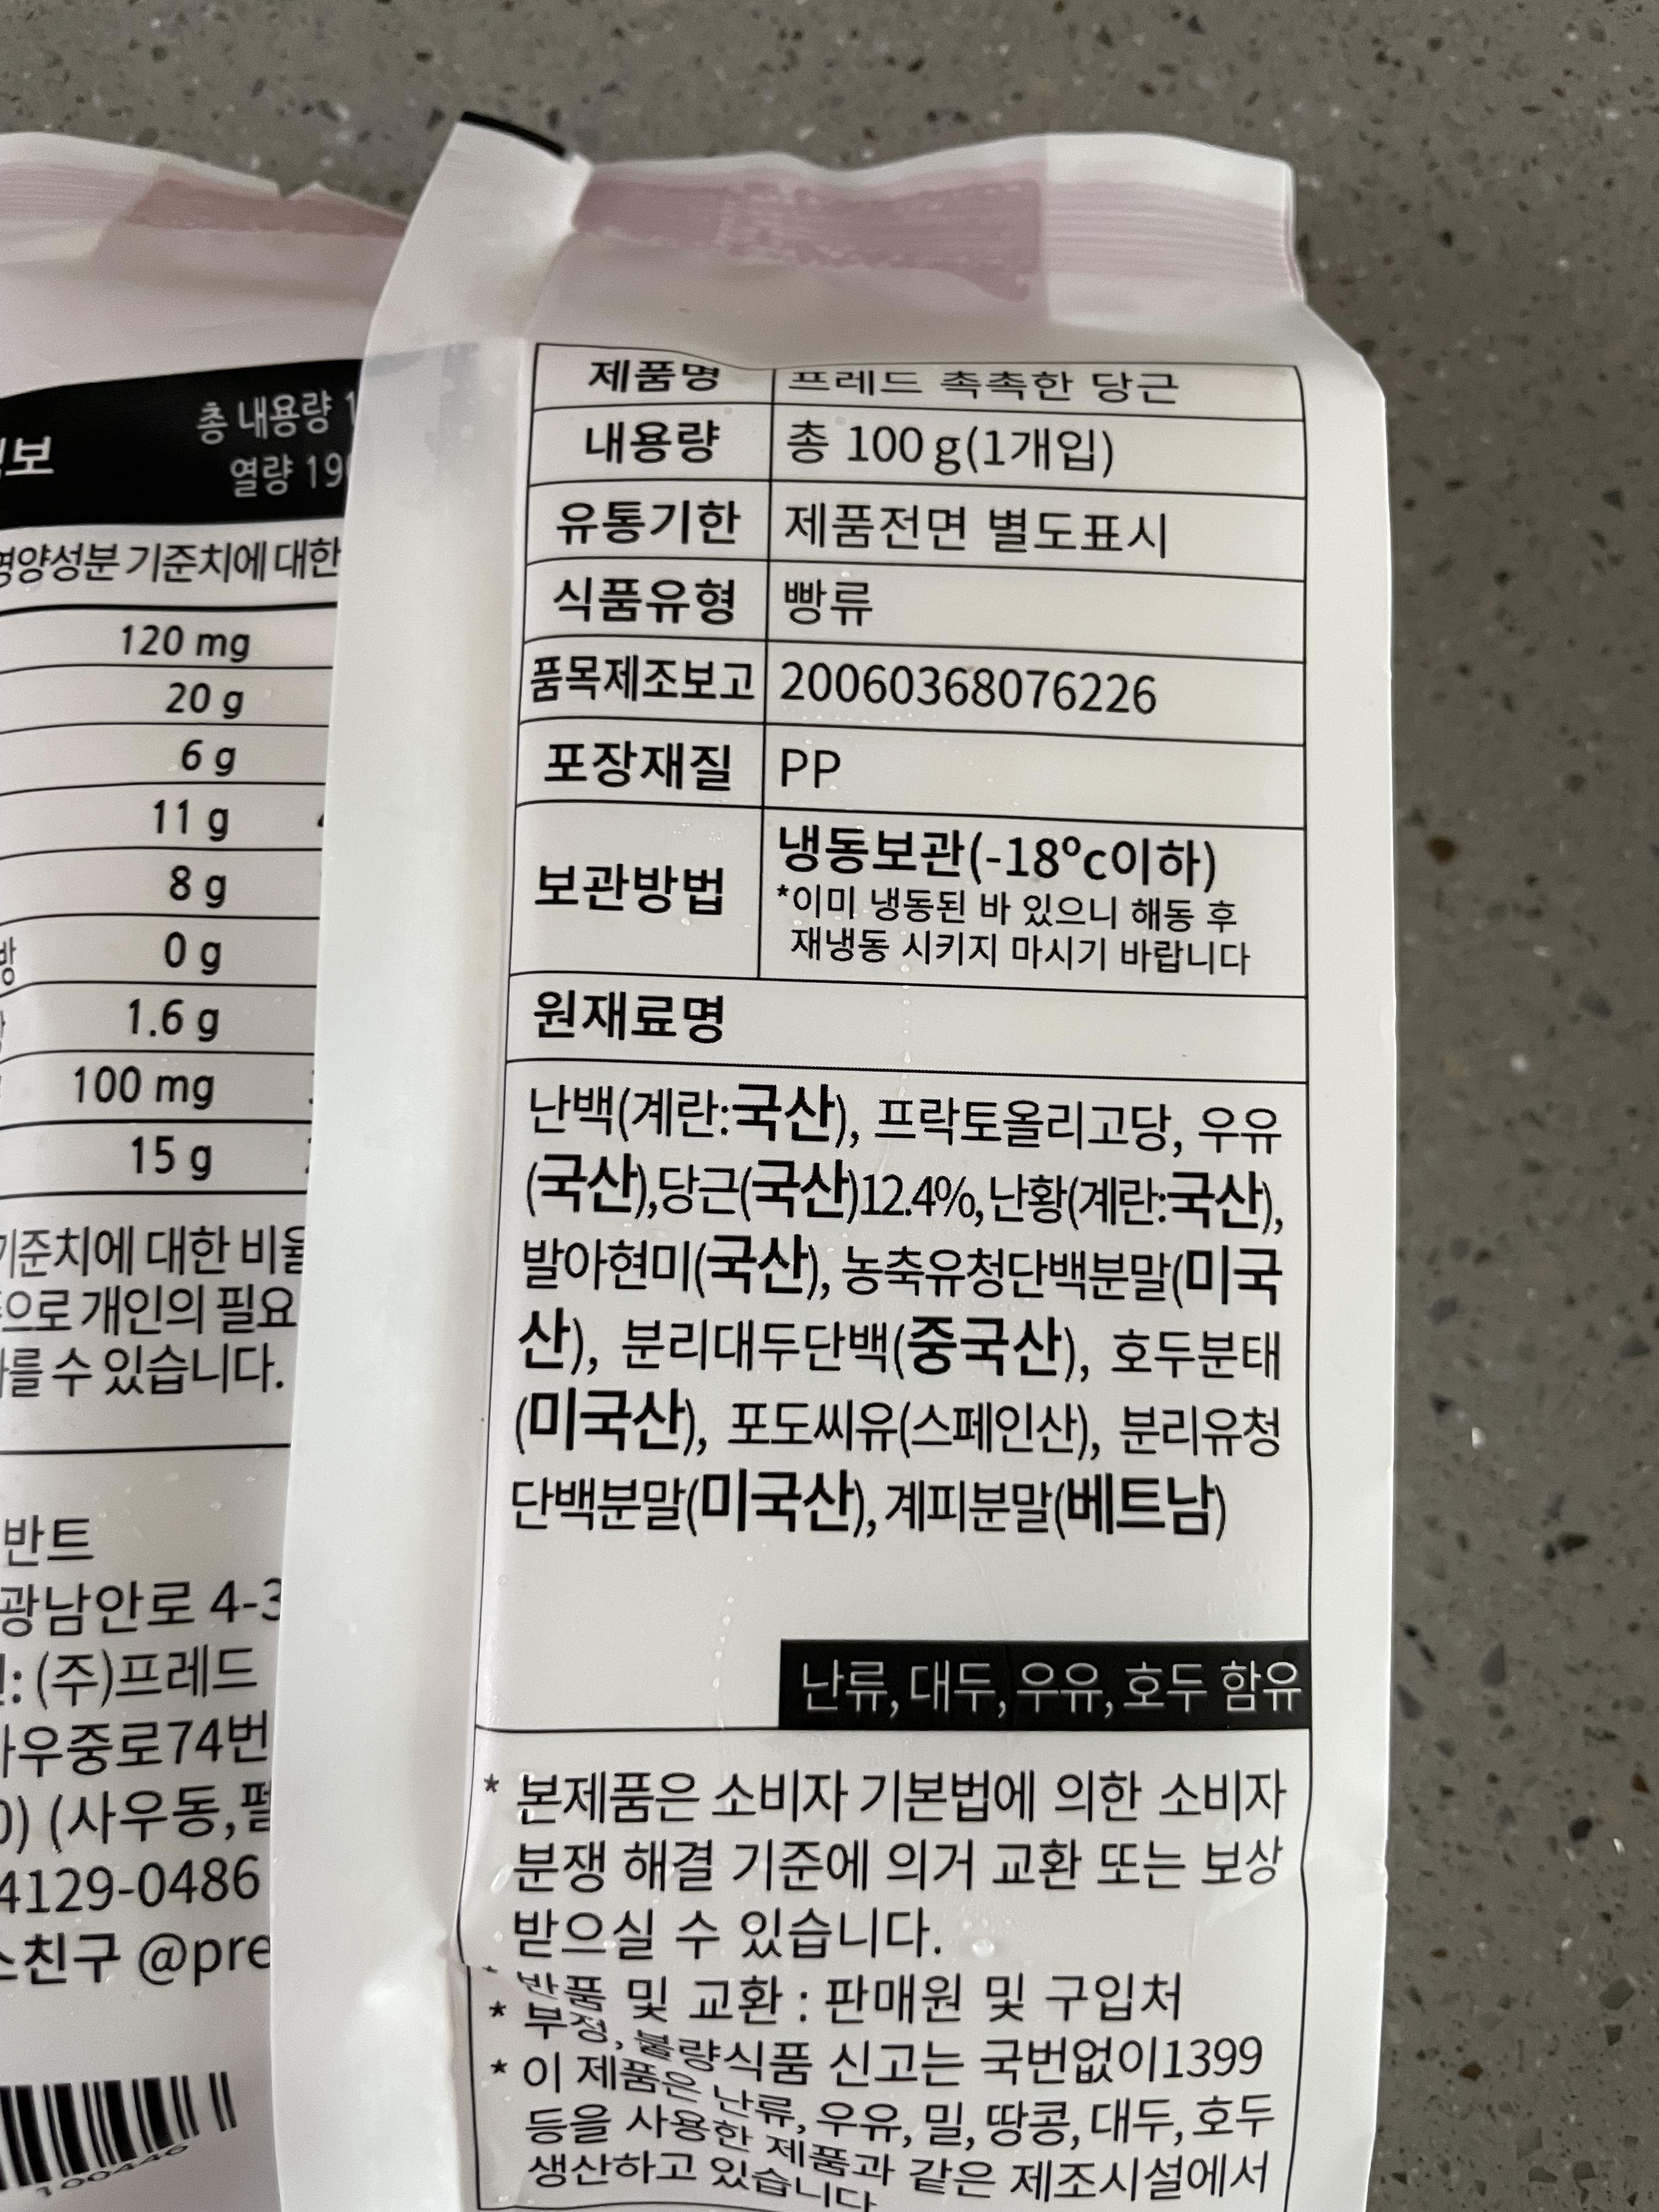 총 내용량
열량
영양성분 기준치에 대한
120 mg
20 g
6 g
11 g
8 g
0 g
1.6 g
100 mg
15 g
기준치에 대한 비율
개인의 필요
수 있습니다.
반트
광남안로
(주)프레드
사우중로74번
(사우동,
4129-0486
제품명 프레드 촉촉한 당근
내용량 총 100 g(1개입)
유통기한 제품전면 별도표시
식품유형 빵류
품목제조보고 20060368076226
포장재질 PP
보관방법 냉동보관(-18℃이하)
*이미 냉동된 바 있으니 해동 후
재냉동 시키지 마시기 바랍니다
원재료명
난백(계란:국산), 프락토올리고당, 우유
(국산),당근(국산)12.4%,난황(계란:국산),
발아현미(국산), 농축유청단백분말(미국
산), 분리대두단백(중국산), 호두분태
(미국산), 포도씨유(스페인산), 분리유청
단백분말(미국산),계피분말(베트남)
난류, 대두, 우유, 호두 함유
* 본제품은 소비자 기본법에 의한 소비자
분쟁 해결 기준에 의거 교환 또는 보상
받으실 수 있습니다.
* 반품 및 교환 : 판매원 및 구입처
* 부정, 불량식품 신고는 국번없이1399
* 이 제품은 난류, 우유, 밀, 땅콩, 대두, 호두
등을 사용한 제품과 같은 제조시설에서
생산하고 있습니다